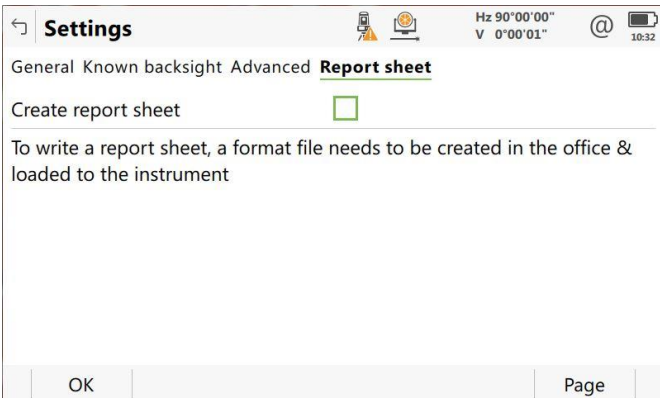 Settings
Hz 90°00'00"
V 0°00'01"
@
10:32
General Known backsight Advanced Report sheet
Create report sheet
To write a report sheet, a format file needs to be created in the office &
loaded to the instrument
OK
Page